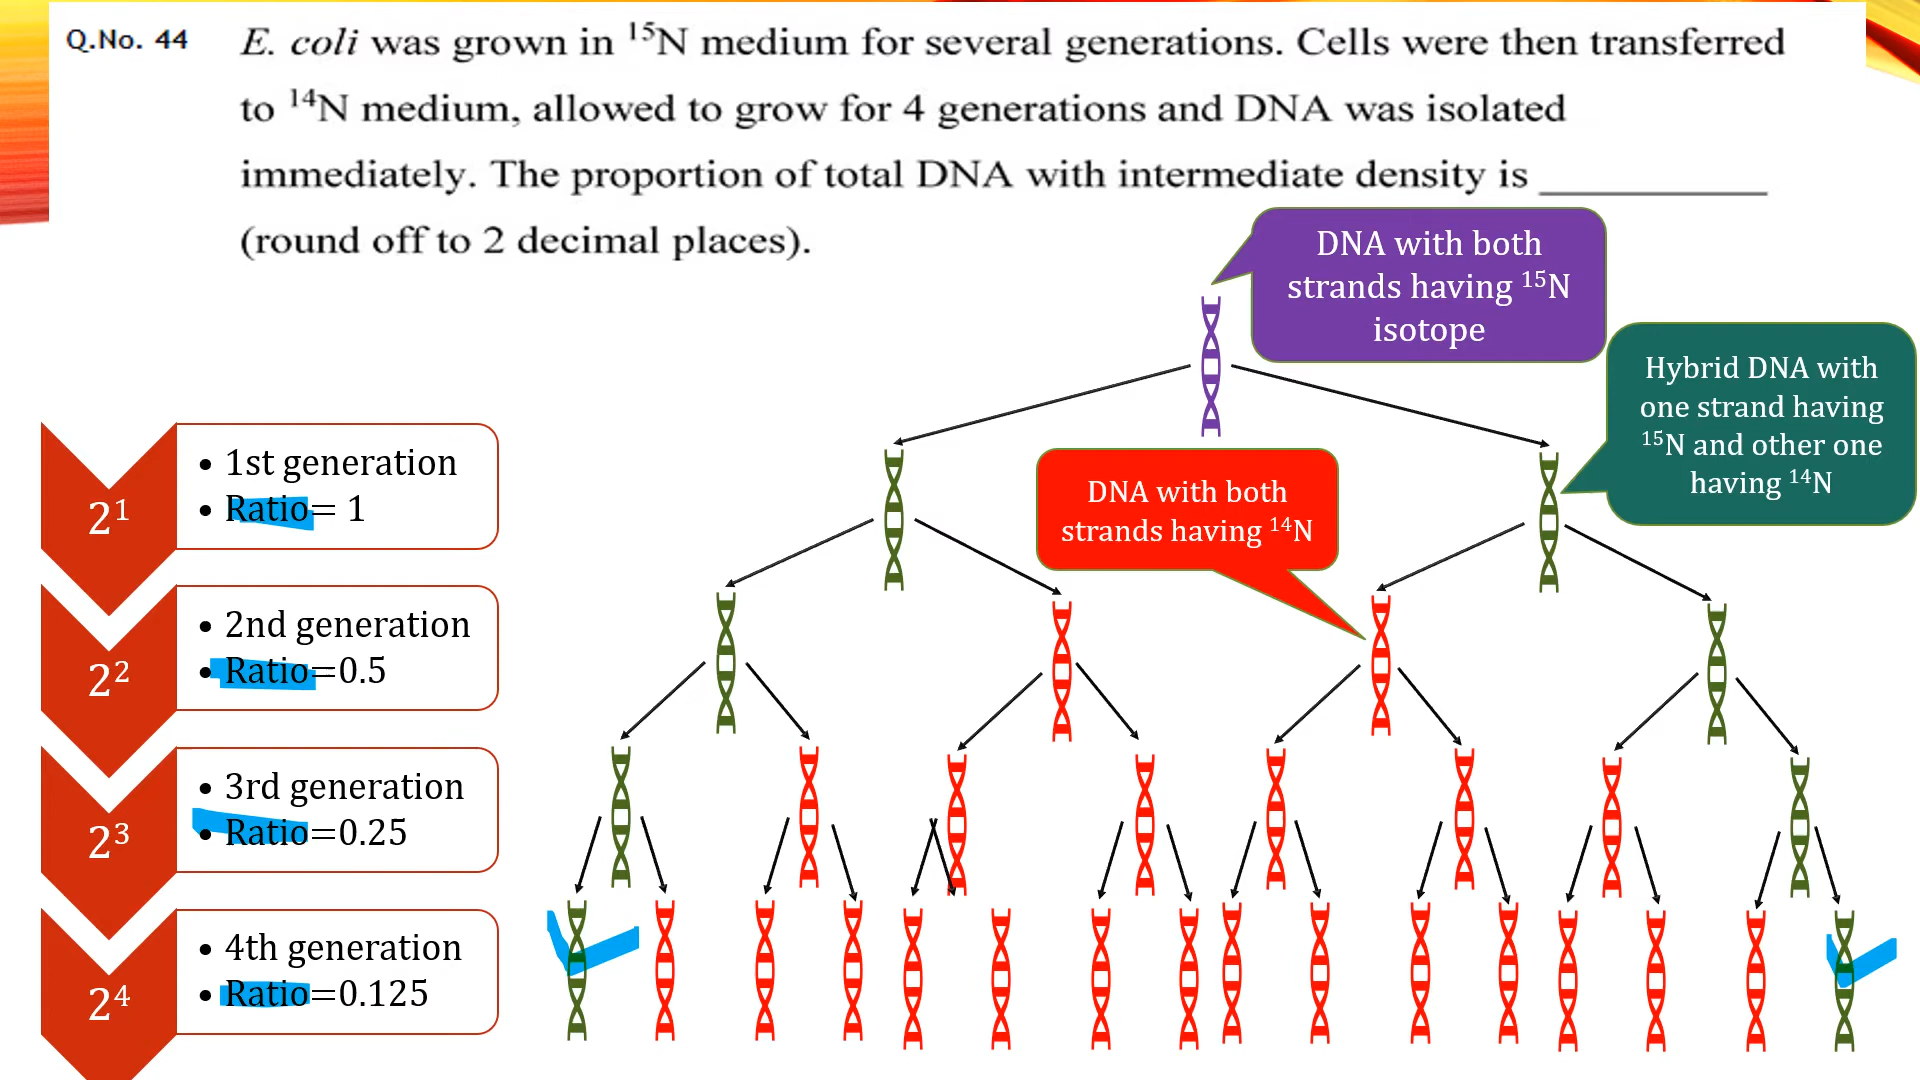 Q.No. 44
E. coli was grown in ¹⁵N medium for several generations. Cells were then transferred
to ¹⁴N medium, allowed to grow for 4 generations and DNA was isolated
immediately. The proportion of total DNA with intermediate density is ____________
(round off to 2 decimal places).
DNA with both
strands having ¹⁵N
isotope
Hybrid DNA with
one strand having
¹⁵N and other one
having ¹⁴N
DNA with both
strands having ¹⁴N
2¹
• 1st generation
• Ratio= 1
2²
• 2nd generation
• Ratio=0.5
2³
• 3rd generation
• Ratio=0.25
2⁴
• 4th generation
• Ratio=0.125